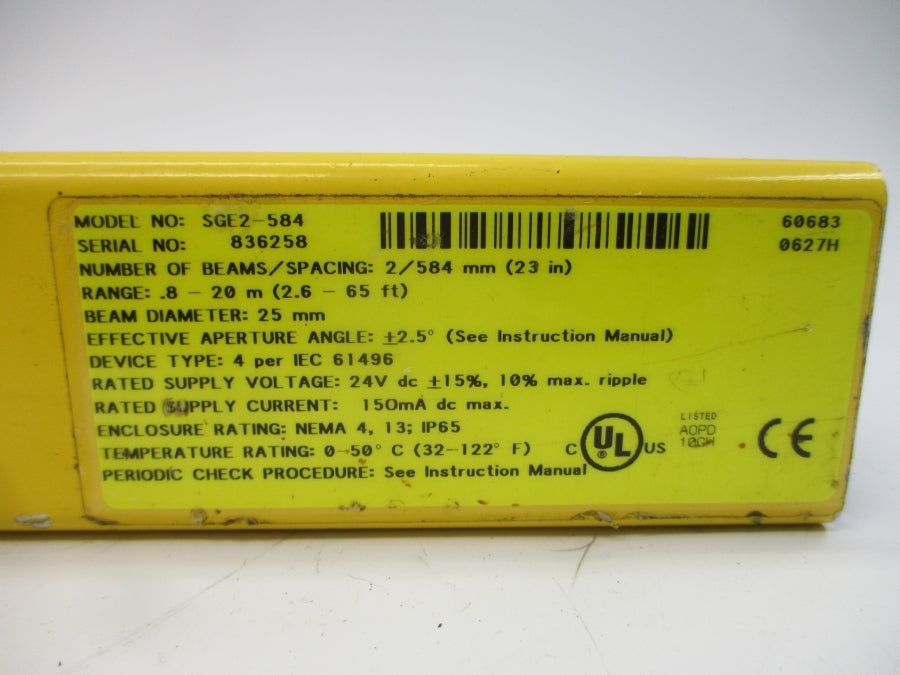 MODEL NO: SGE2-584
60683
SERIAL NO: 836258
0627H
NUMBER OF BEAMS/SPACING: 2/584 mm (23 in)
RANGE: .8 - 20 m (2.6 - 65 ft)
BEAM DIAMETER: 25 mm
EFFECTIVE APERTURE ANGLE: ±2.5° (See Instruction Manual)
DEVICE TYPE: 4 per IEC 61496
RATED SUPPLY VOLTAGE: 24V dc ±15%, 10% max. ripple
RATED SUPPLY CURRENT: 150mA dc max.
ENCLOSURE RATING: NEMA 4, 13; IP65
TEMPERATURE RATING: 0-50° C (32-122° F)
PERIODIC CHECK PROCEDURE: See Instruction Manual
C UL ® US
LISTED
AOPD
10GH
CE